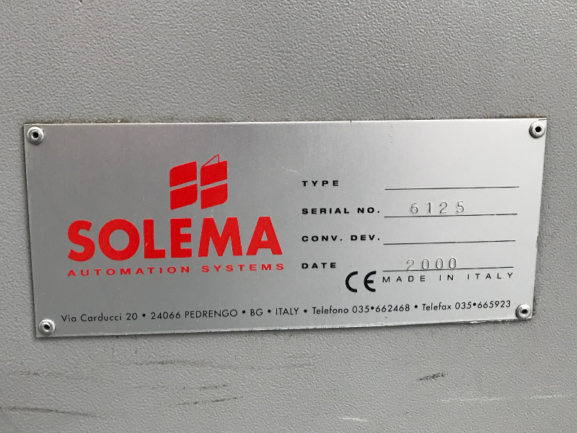 SOLEMA
AUTOMATION SYSTEMS
TYPE
SERIAL NO. 6125
CONV. DEV.
DATE 2000
CE MADE IN ITALY
Via Carducci 20 • 24066 PEDRENGO • BG • ITALY • Telefono 035•662468 • Telefax 035•665923